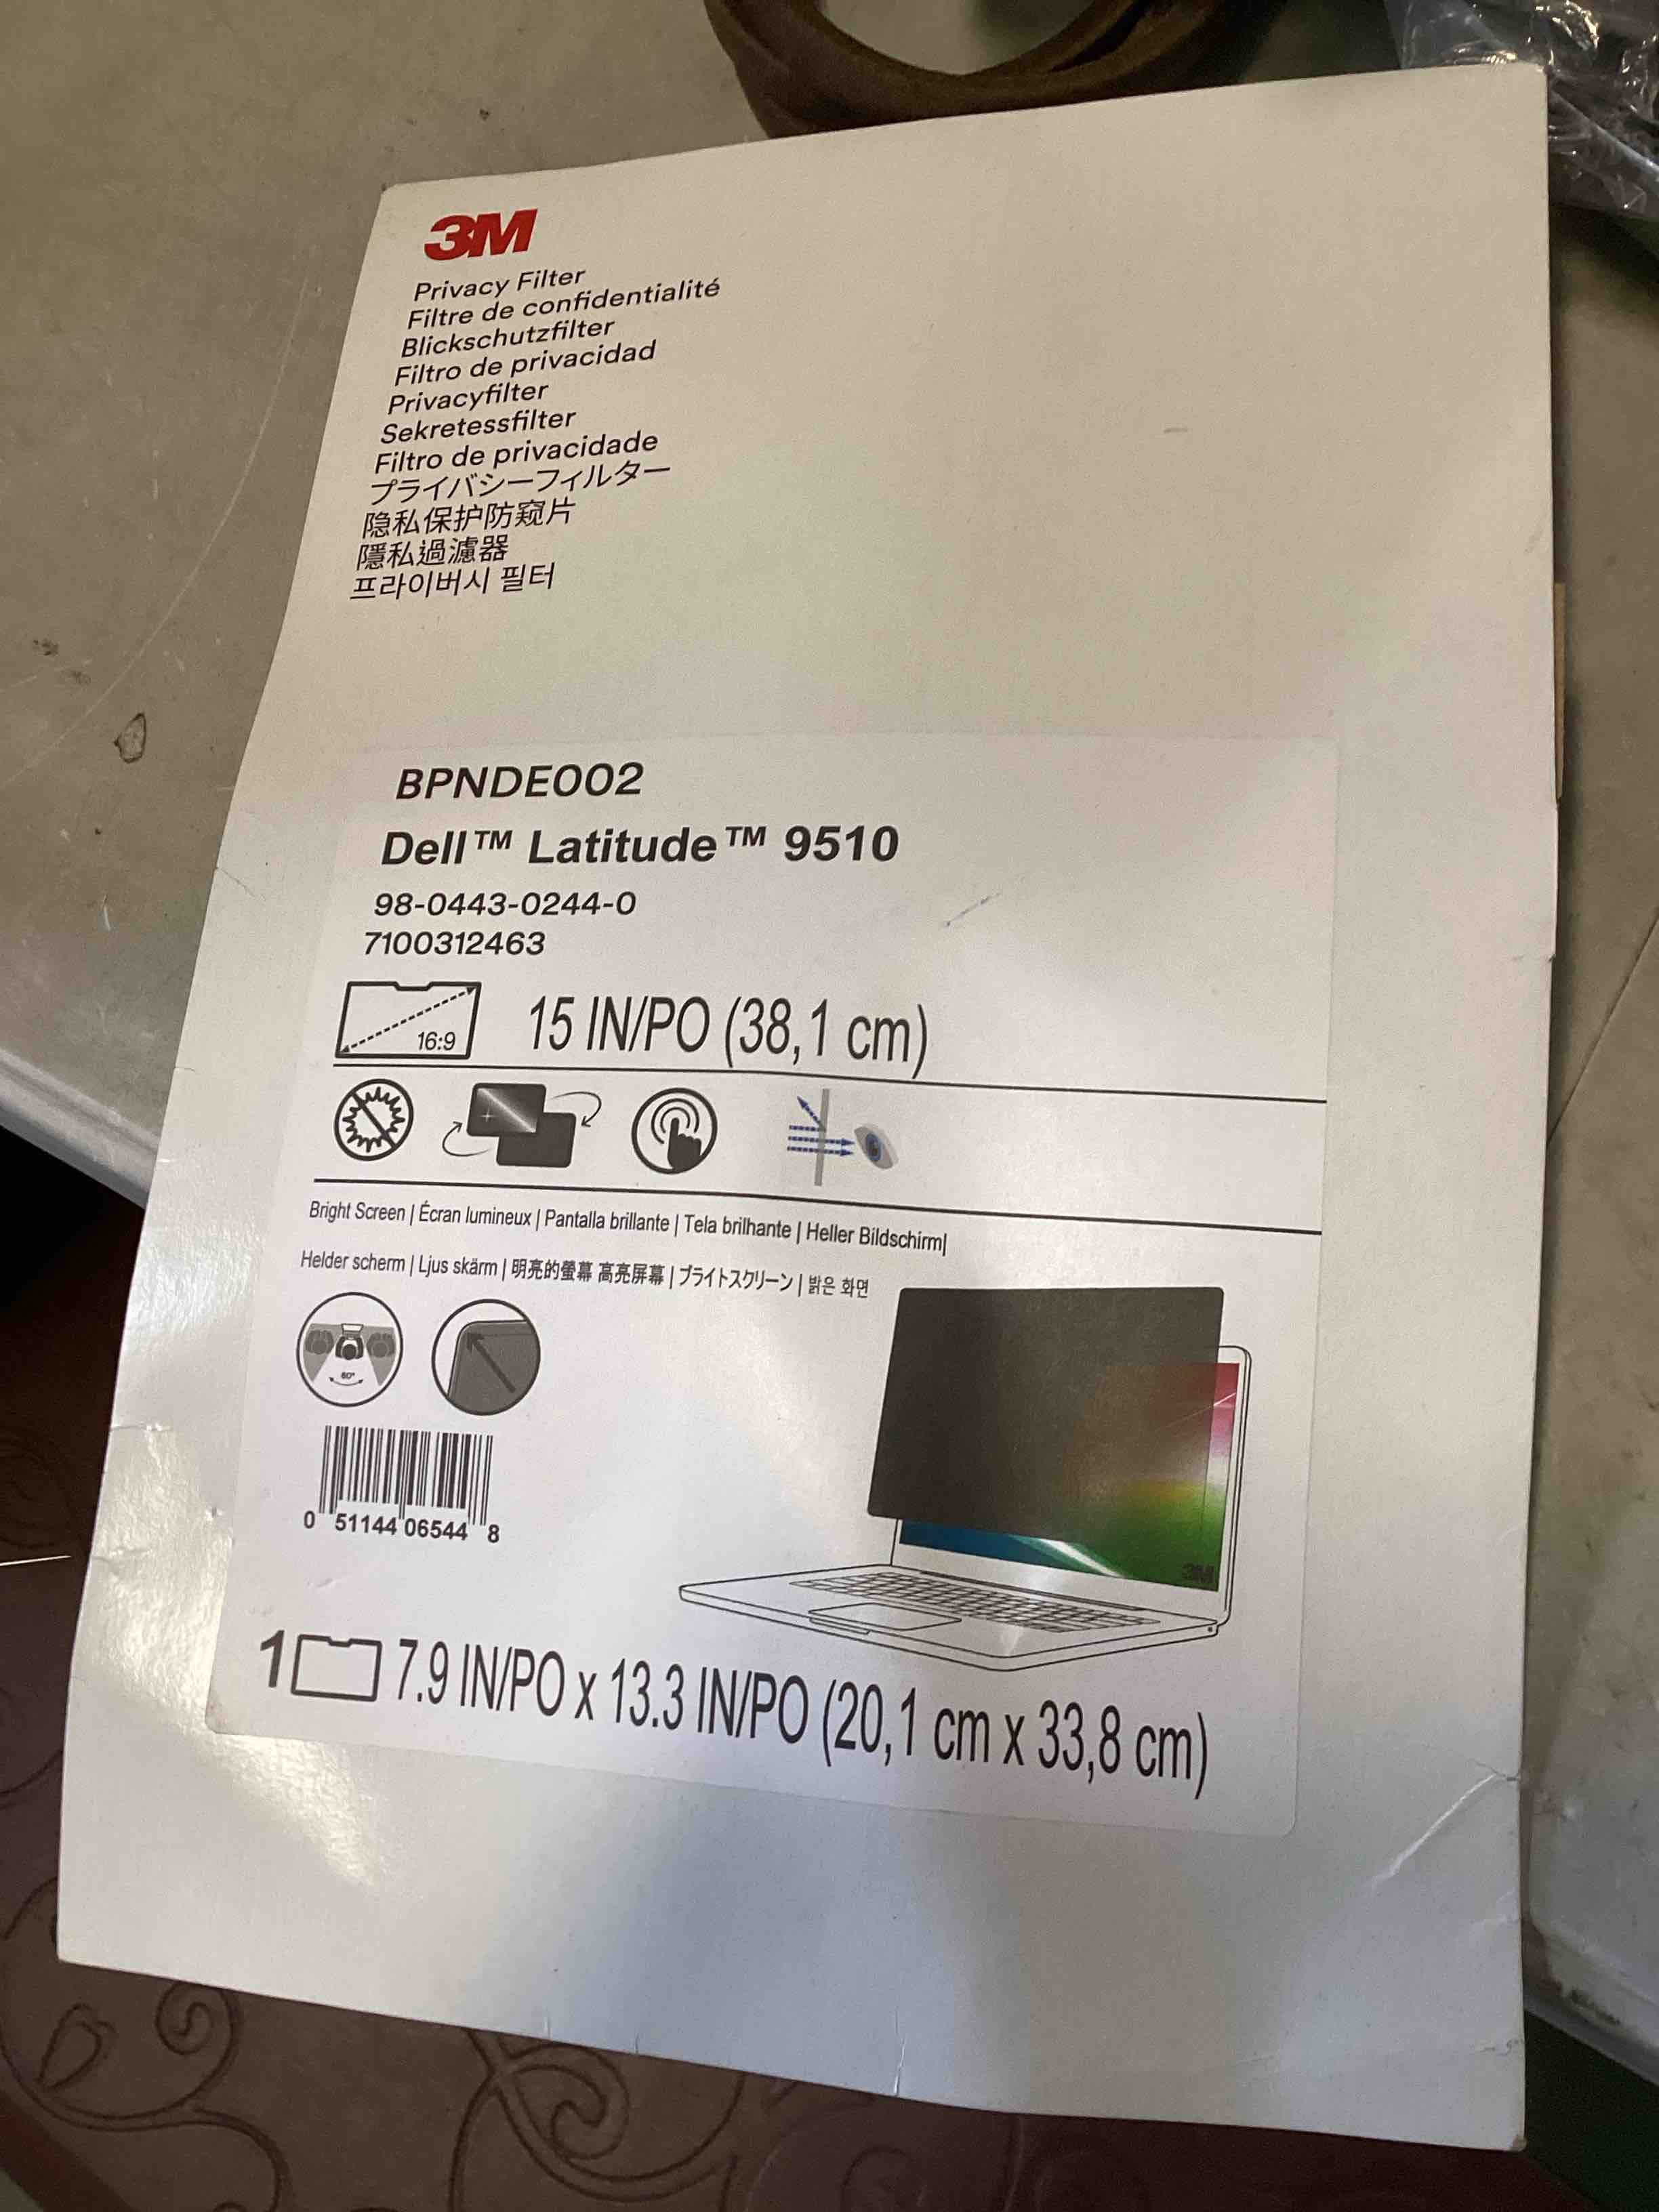 3M
Privacy Filter
Filtre de confidentialité
Blickschutzfilter
Filtro de privacidad
Privacyfilter
Sekretessfilter
Filtro de privacidade
プライバシーフィルター
隐私保护防窥片
隱私過濾器
프라이버시 필터
BPNDE002
Dell™ Latitude™ 9510
98-0443-0244-0
7100312463
16:9
15 IN/PO (38,1 cm)
Bright Screen | Écran lumineux | Pantalla brillante | Tela brilhante | Heller Bildschirm|
Helder scherm | Ljus skärm | 明亮的螢幕 高亮屏幕 | ブライトスクリーン | 밝은 화면
60°
0 51144 06544 8
3M
1 7.9 IN/PO x 13.3 IN/PO (20,1 cm x 33,8 cm)